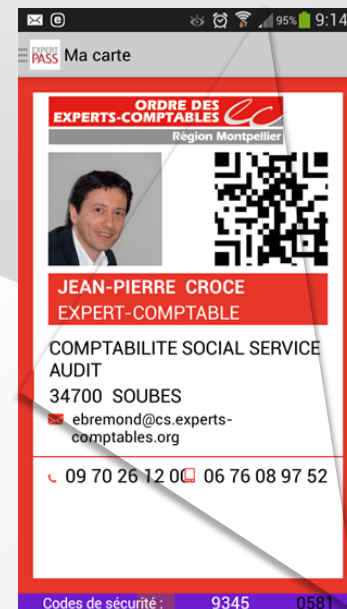 95% 9:14
EXPERT
PASS Ma carte
ORDRE DES
EXPERTS-COMPTABLES
Région Montpellier
JEAN-PIERRE CROCE
EXPERT-COMPTABLE
COMPTABILITE SOCIAL SERVICE
AUDIT
34700 SOUBES
ebremond@cs.experts-
comptables.org
09 70 26 12 00 06 76 08 97 52
Codes de sécurité : 9345 0581